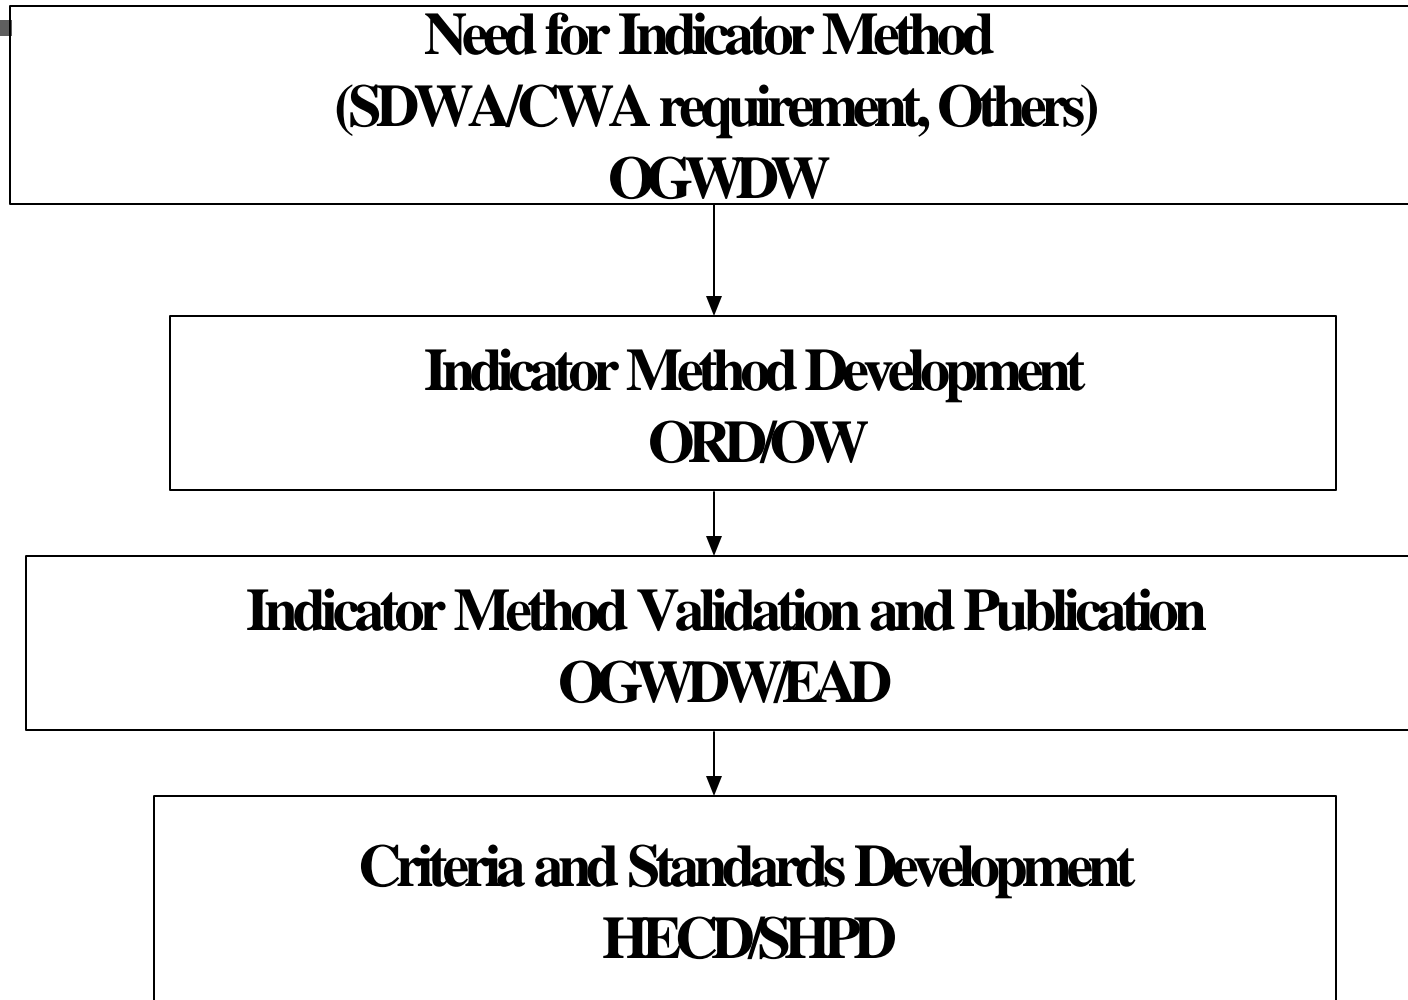 Need for Indicator Method
(SDWA/CWA requirement, Others)
OGWDW
Indicator Method Development
ORD/OW
Indicator Method Validation and Publication
OGWDW/EAD
Criteria and Standards Development
HECD/SHPD